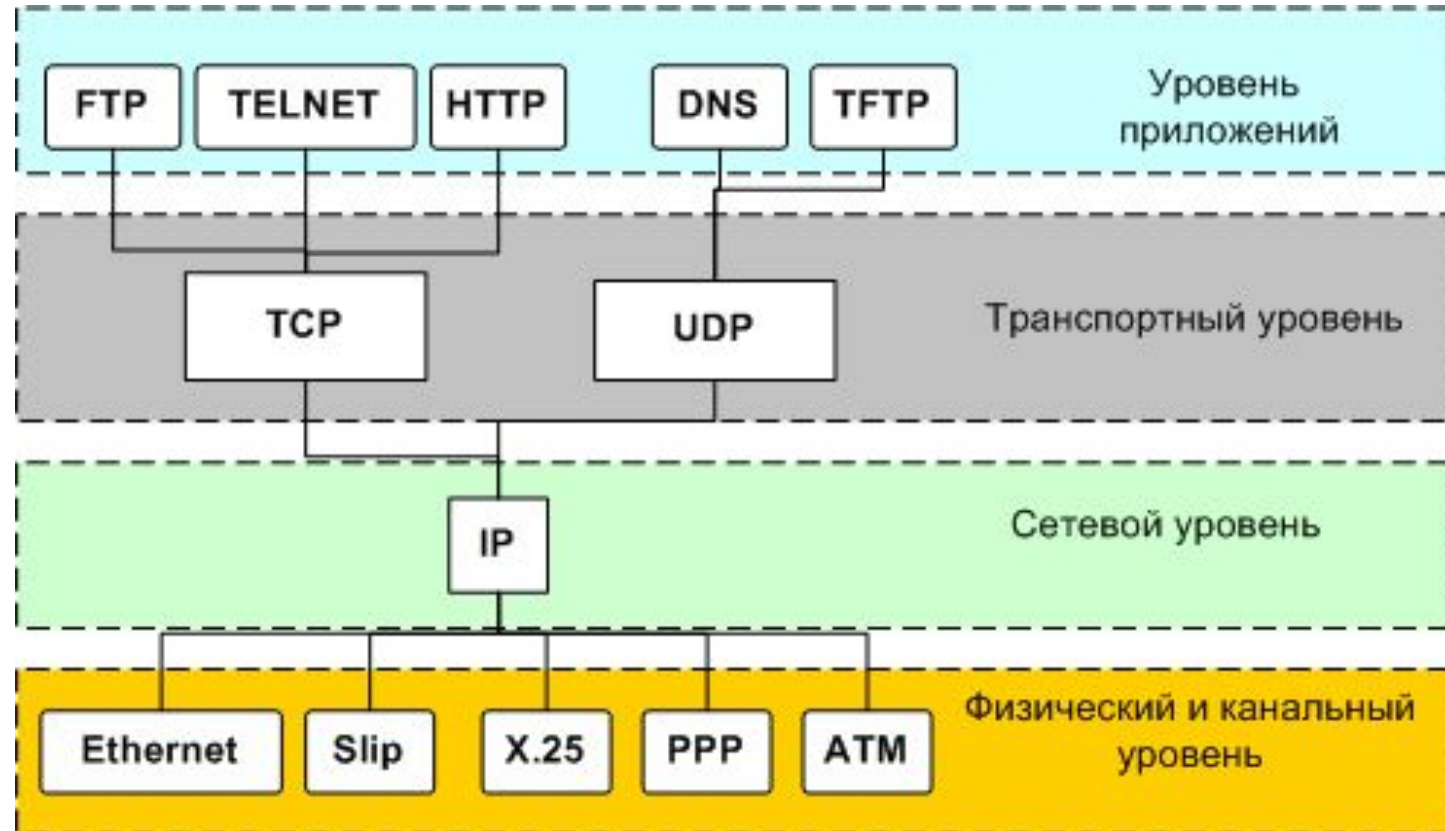 FTP TELNET HTTP DNS TFTP
Уровень
приложений
TCP UDP Транспортный уровень
IP Сетевой уровень
Физический и канальный
уровень
Ethernet Slip X.25 PPP ATM